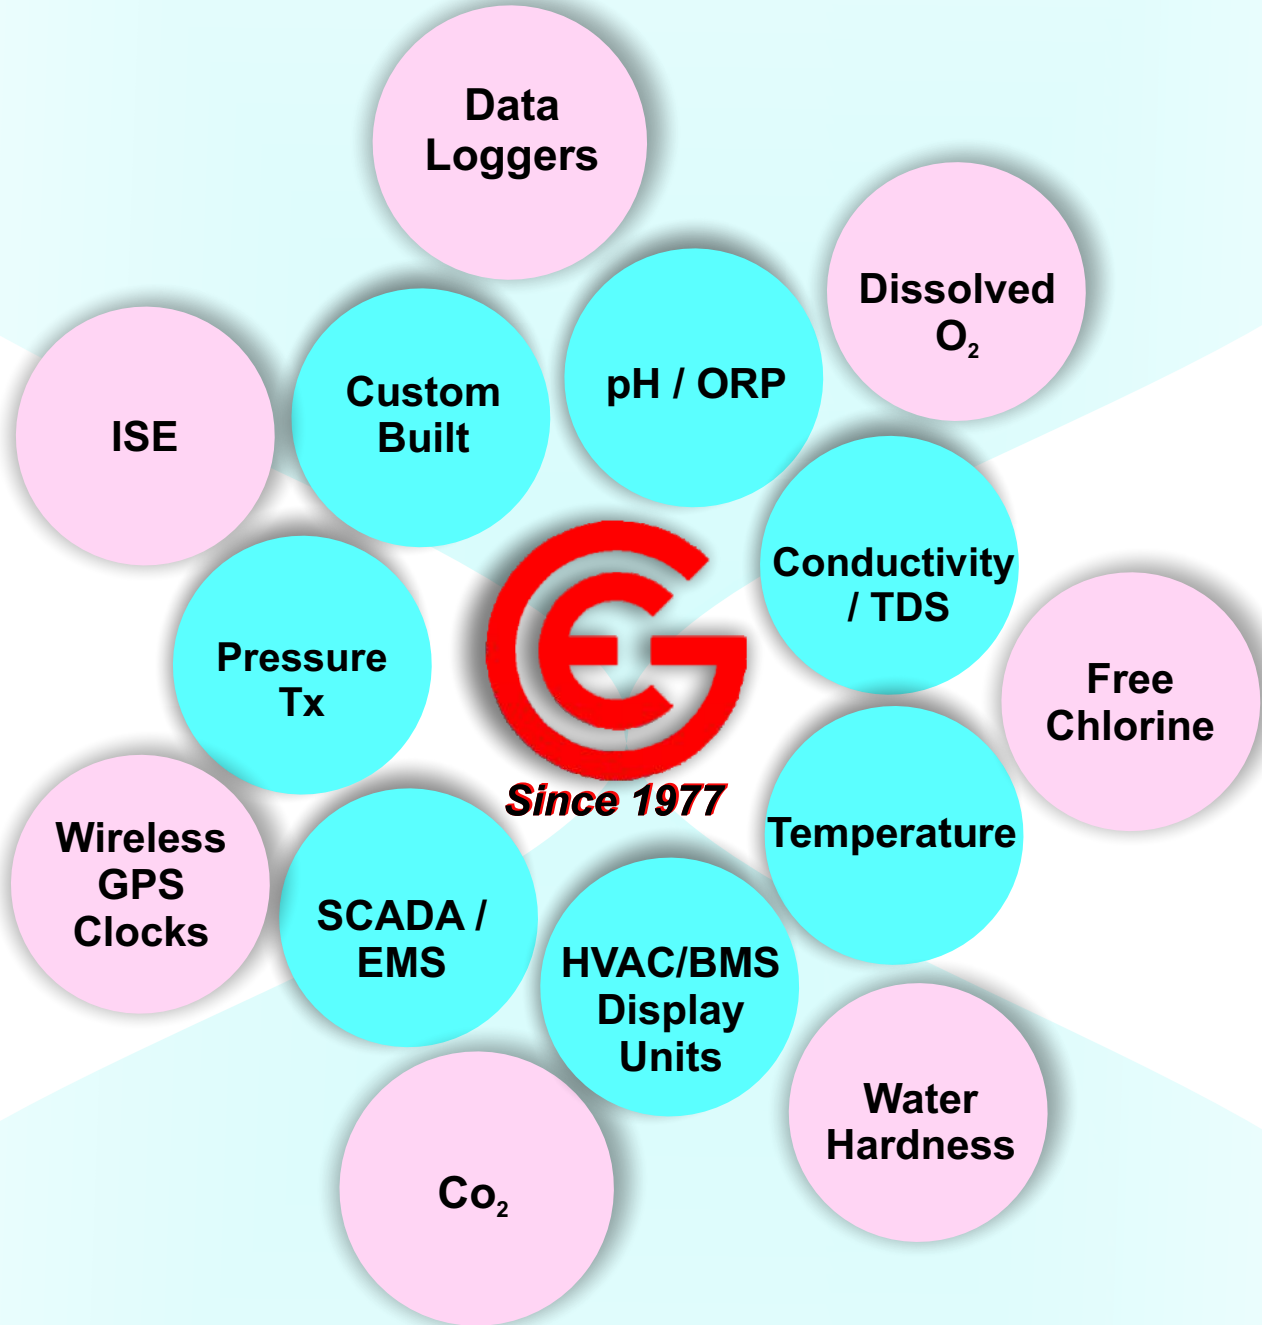 Data
Loggers
Dissolved
O₂
pH / ORP
Custom
Built
ISE
Conductivity
/ TDS
Pressure
Tx
Free
Chlorine
GEC
Since 1977
Temperature
Wireless
GPS
Clocks
SCADA /
EMS
HVAC/BMS
Display
Units
Water
Hardness
Co₂